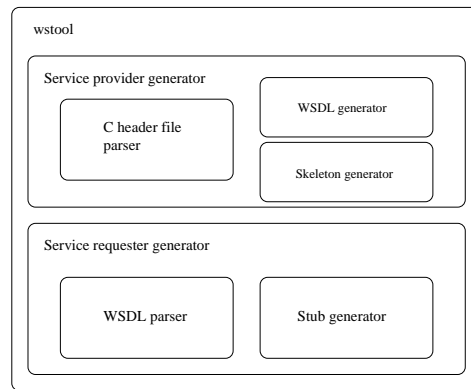 wstool
Service provider generator
C header file
parser
WSDL generator
Skeleton generator
Service requester generator
WSDL parser
Stub generator